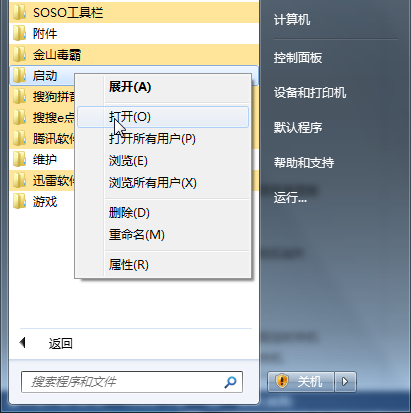 SOSO工具栏
附件
金山毒霸
启动
搜狗拼音
搜搜e点
腾讯软件
维护
迅雷软件
游戏
展开(A)
打开(O)
打开所有用户(P)
浏览(E)
浏览所有用户(X)
删除(D)
重命名(M)
属性(R)
返回
搜索程序和文件
计算机
控制面板
设备和打印机
默认程序
帮助和支持
运行...
关机